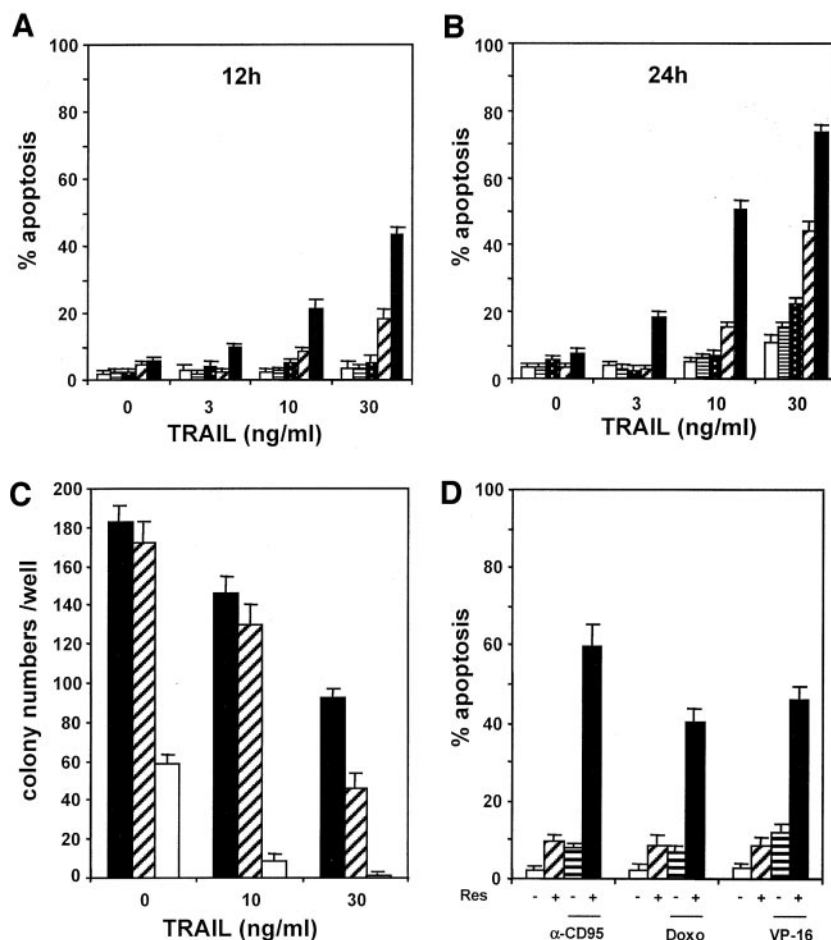 A
100
80
60
40
20
0
% apoptosis
12h
0 3 10 30
TRAIL (ng/ml)
B
100
80
60
40
20
0
% apoptosis
24h
0 3 10 30
TRAIL (ng/ml)
C
200
180
160
140
120
100
80
60
40
20
0
colony numbers /well
0 10 30
TRAIL (ng/ml)
D
100
80
60
40
20
0
% apoptosis
Res - + - + - + - + - + - +
α-CD95 Doxo VP-16